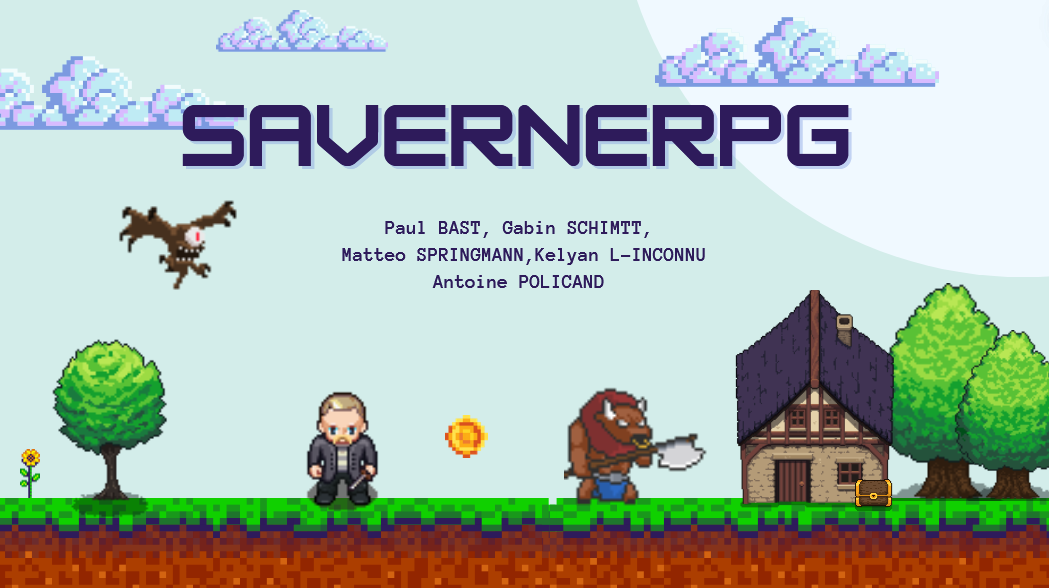 SAVERNERPG
Paul BAST, Gabin SCHIMTT,
Matteo SPRINGMANN,Kelyan L-INCONNU
Antoine POLICAND